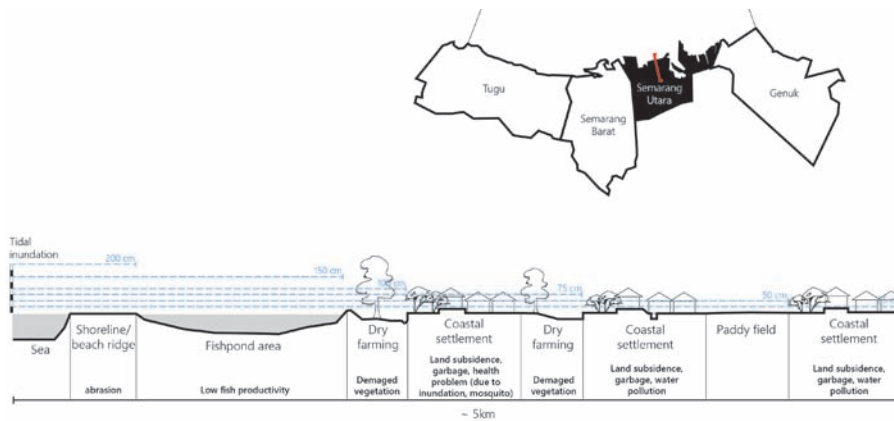 Tugu
Semarang
Barat
Semarang
Utara
Genuk
Tidal
inundation
200 cm
150 cm
100 cm
75 cm
50 cm
Sea
Shoreline/
beach ridge
abrasion
Fishpond area
Low fish productivity
Dry
farming
Demaged
vegetation
Coastal
settlement
Land subsidence,
garbage, health
problem (due to
inundation, mosquito)
Dry
farming
Demaged
vegetation
Coastal
settlement
Land subsidence,
garbage, water
pollution
Paddy field
Coastal
settlement
Land subsidence,
garbage, water
pollution
~ 5km